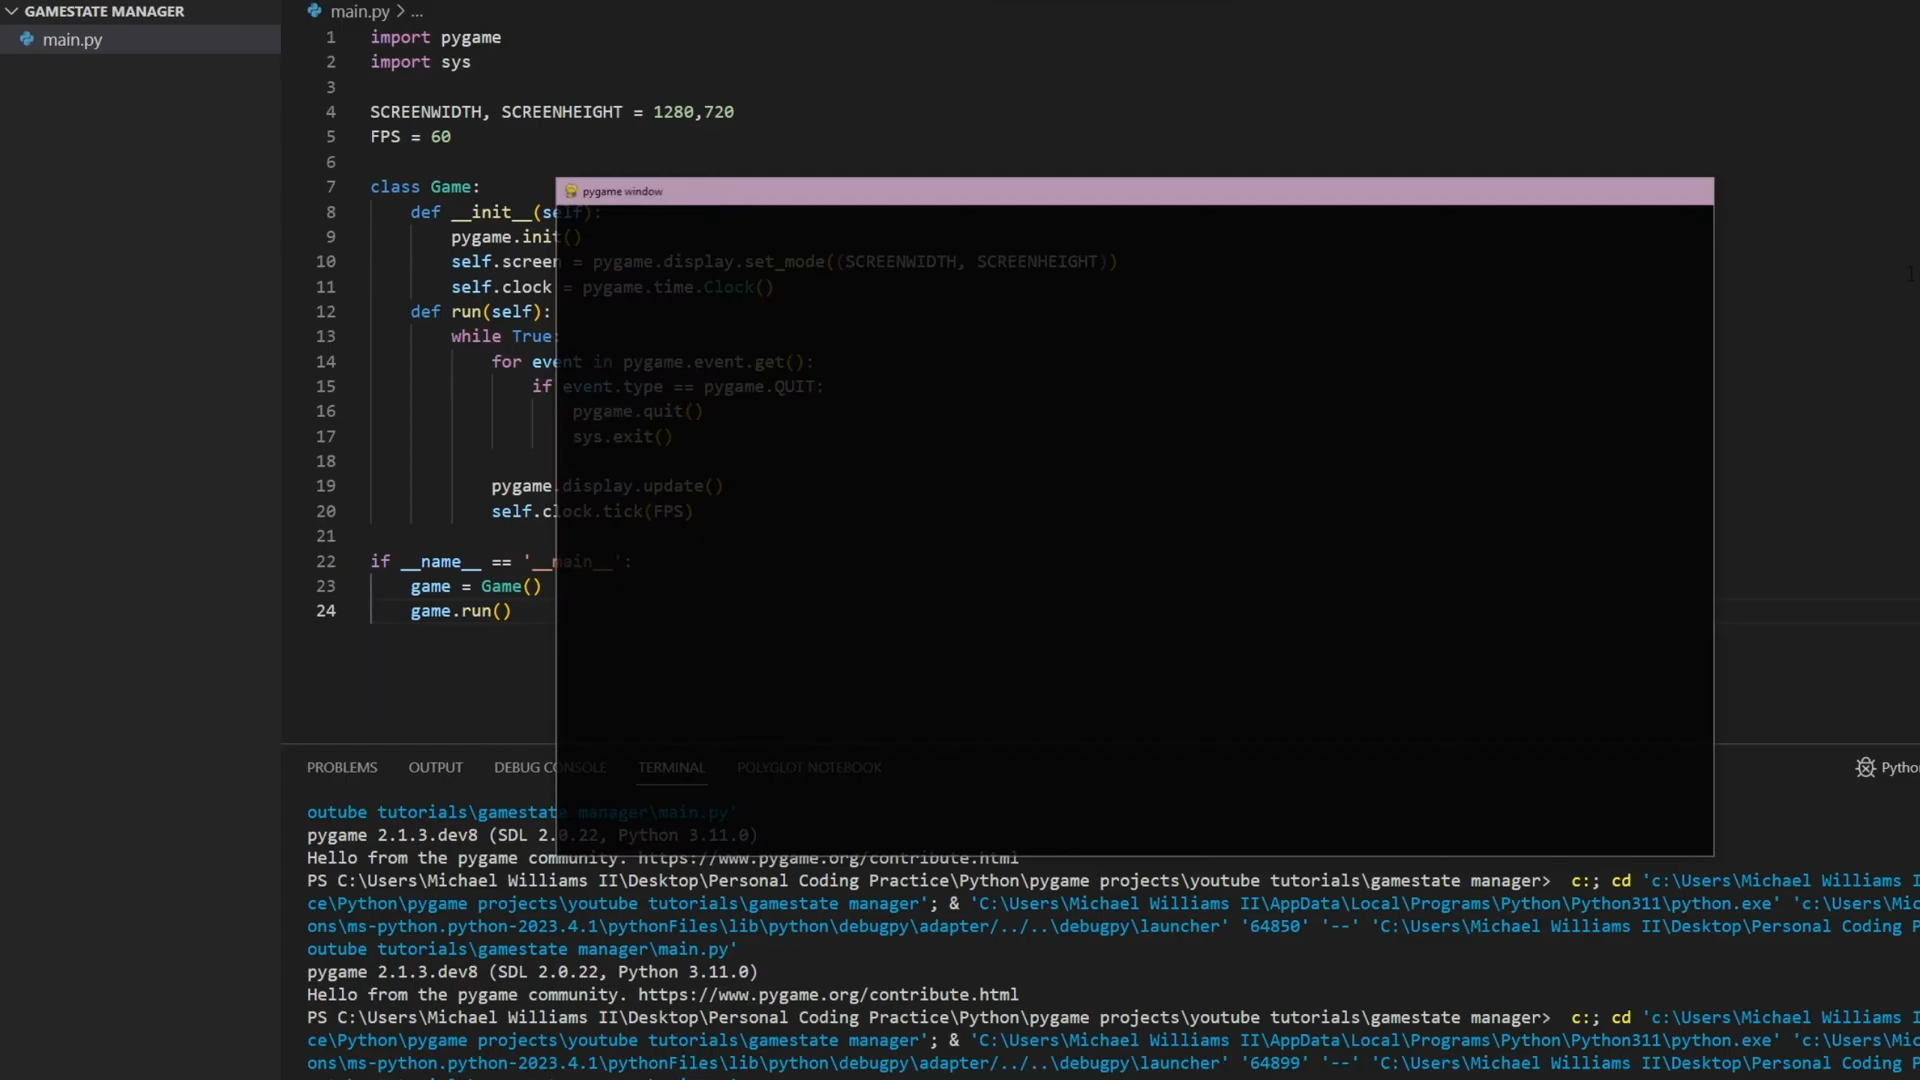 GAMESTATE MANAGER
main.py
main.py > ...
1 import pygame
2 import sys
3
4 SCREENWIDTH, SCREENHEIGHT = 1280,720
5 FPS = 60
6
7 class Game:
pygame window
8 def __init__(self):
9 pygame.init()
10 self.screen = pygame.display.set_mode((SCREENWIDTH, SCREENHEIGHT))
11 self.clock = pygame.time.Clock()
12 def run(self):
13 while True:
14 for event in pygame.event.get():
15 if event.type == pygame.QUIT:
16 pygame.quit()
17 sys.exit()
18
19 pygame.display.update()
20 self.clock.tick(FPS)
21
22 if __name__ == '__main__':
23 game = Game()
24 game.run()
PROBLEMS OUTPUT DEBUG CONSOLE TERMINAL POLYGLOT NOTEBOOK Pytho
outube tutorials\gamestate manager\main.py'
pygame 2.1.3.dev8 (SDL 2.0.22, Python 3.11.0)
Hello from the pygame community. https://www.pygame.org/contribute.html
PS C:\Users\Michael Williams II\Desktop\Personal Coding Practice\Python\pygame projects\youtube tutorials\gamestate manager> c:; cd 'c:\Users\Michael Williams I
ce\Python\pygame projects\youtube tutorials\gamestate manager'; & 'C:\Users\Michael Williams II\AppData\Local\Programs\Python\Python311\python.exe' 'c:\Users\Mic
ons\ms-python.python-2023.4.1\pythonFiles\lib\python\debugpy\adapter/../..\debugpy\launcher' '64850' '--' 'C:\Users\Michael Williams II\Desktop\Personal Coding P
outube tutorials\gamestate manager\main.py'
pygame 2.1.3.dev8 (SDL 2.0.22, Python 3.11.0)
Hello from the pygame community. https://www.pygame.org/contribute.html
PS C:\Users\Michael Williams II\Desktop\Personal Coding Practice\Python\pygame projects\youtube tutorials\gamestate manager> c:; cd 'c:\Users\Michael Williams I
ce\Python\pygame projects\youtube tutorials\gamestate manager'; & 'C:\Users\Michael Williams II\AppData\Local\Programs\Python\Python311\python.exe' 'c:\Users\Mic
ons\ms-python.python-2023.4.1\pythonFiles\lib\python\debugpy\adapter/../..\debugpy\launcher' '64899' '--' 'C:\Users\Michael Williams II\Desktop\Personal Coding P